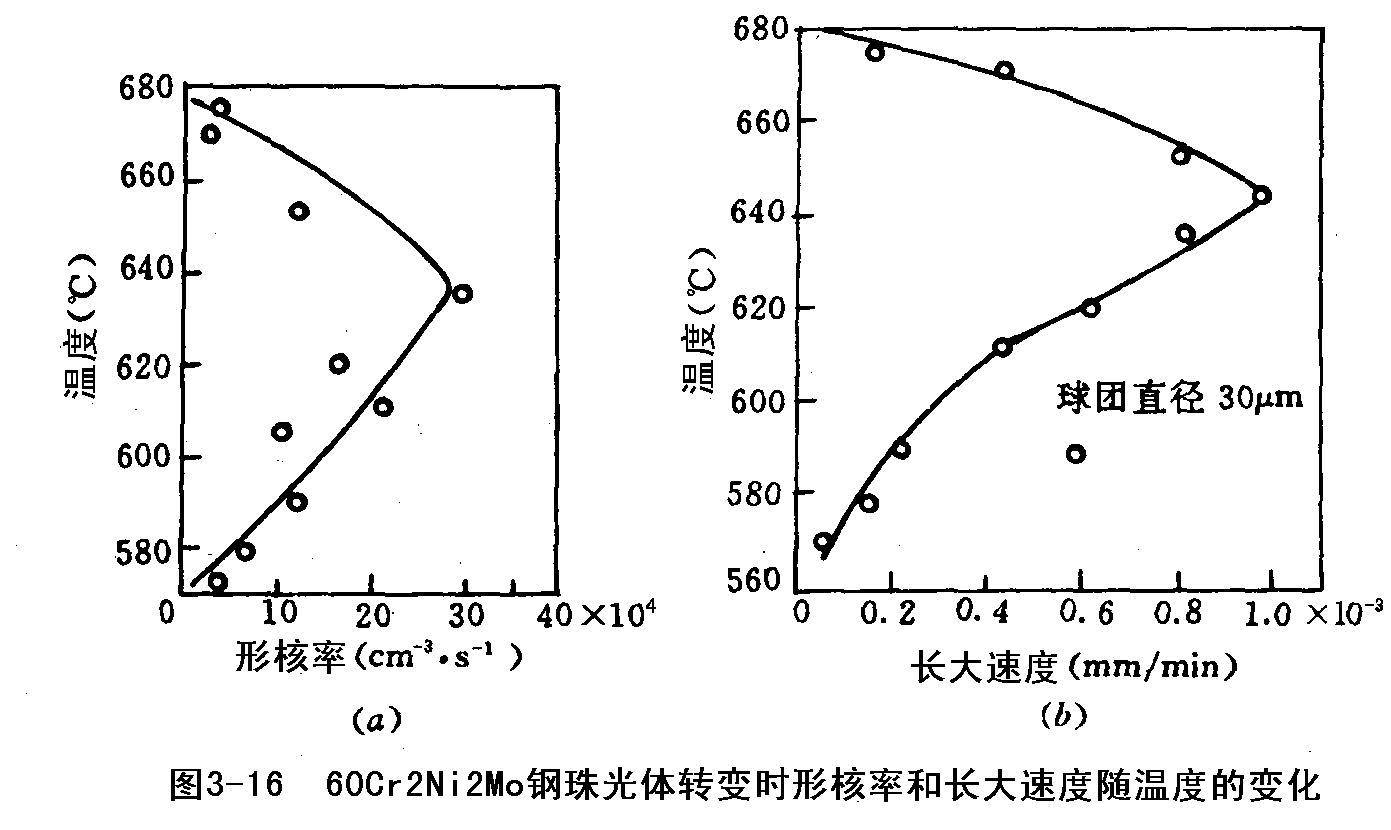 680
660
640
620
600
580
温度(℃)
0 10 20 30 40×10⁴
形核率(cm⁻³·s⁻¹)
(a)
680
660
640
620
600
580
560
温度(℃)
球团直径 30μm
0 0.2 0.4 0.6 0.8 1.0 ×10⁻³
长大速度(mm/min)
(b)
图3-16 60Cr2Ni2Mo钢珠光体转变时形核率和长大速度随温度的变化